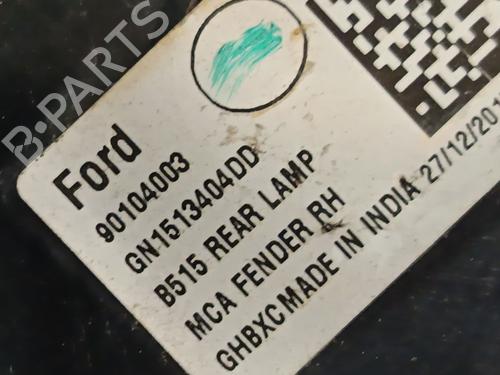 B-PARTS
Ford
90104003
GN1513404DD
B515 REAR LAMP
MCA FENDER RH
GHBXCMADE IN INDIA 27/12/201